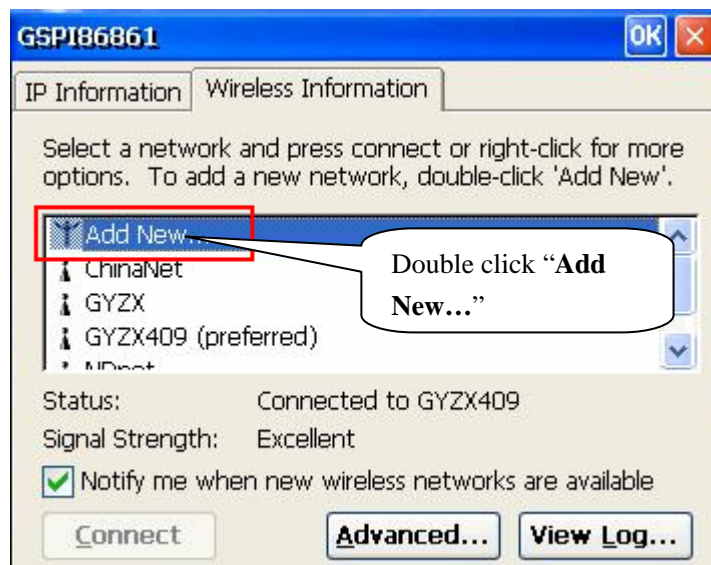 GSPI86861
OK
IP Information
Wireless Information
Select a network and press connect or right-click for more
options. To add a new network, double-click 'Add New'.
Add New...
ChinaNet
GYZX
GYZX409 (preferred)
Double click “Add
New…”
Status: Connected to GYZX409
Signal Strength: Excellent
Notify me when new wireless networks are available
Connect
Advanced...
View Log...